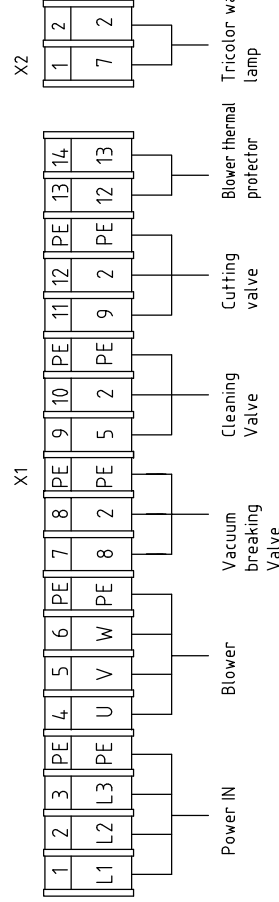 X1 X2
1 2 3 PE 4 5 6 PE 7 8 PE 9 10 PE 11 12 PE 13 14 1 2
L1 L2 L3 PE U V W PE 8 2 PE 5 2 PE 9 2 PE 12 13 7 2
Power IN
Blower
Vacuum
breaking
Valve
Cleaning
Valve
Cutting
valve
Blower thermal
protector
Tricolor
lamp